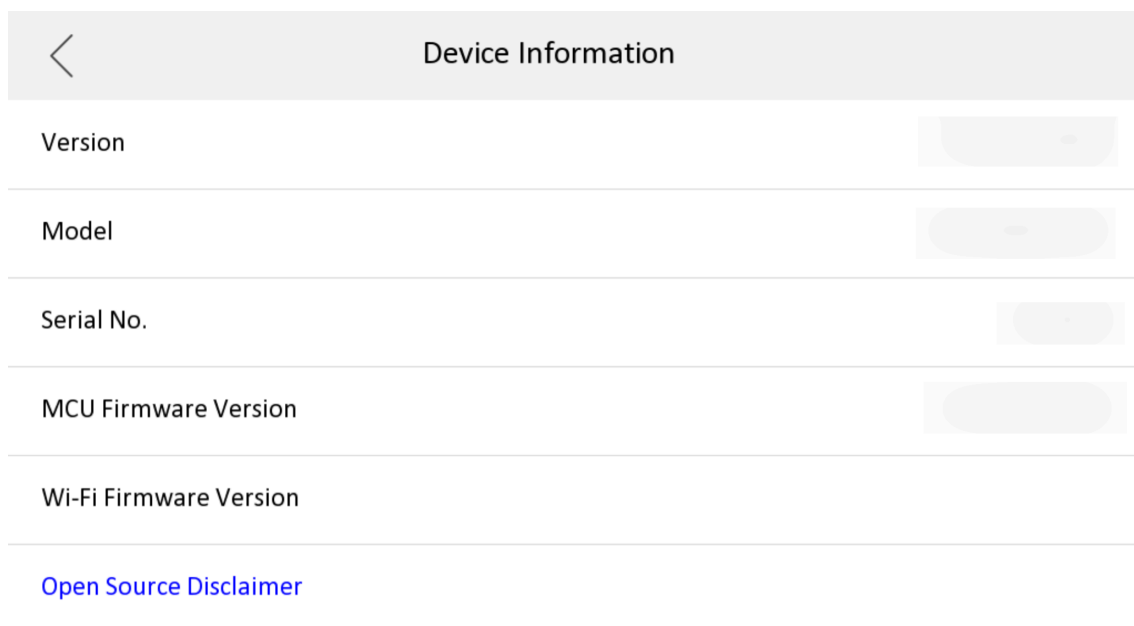 Device Information
Version
Model
Serial No.
MCU Firmware Version
Wi-Fi Firmware Version
Open Source Disclaimer